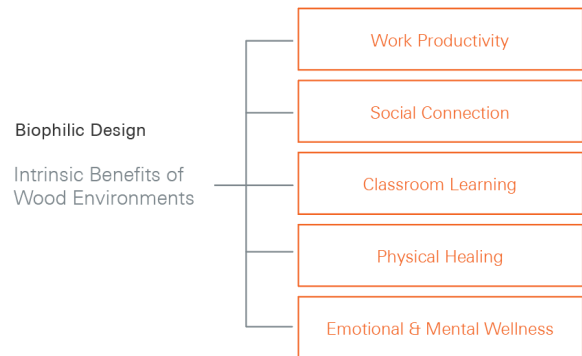 Biophilic Design
Intrinsic Benefits of
Wood Environments
Work Productivity
Social Connection
Classroom Learning
Physical Healing
Emotional & Mental Wellness